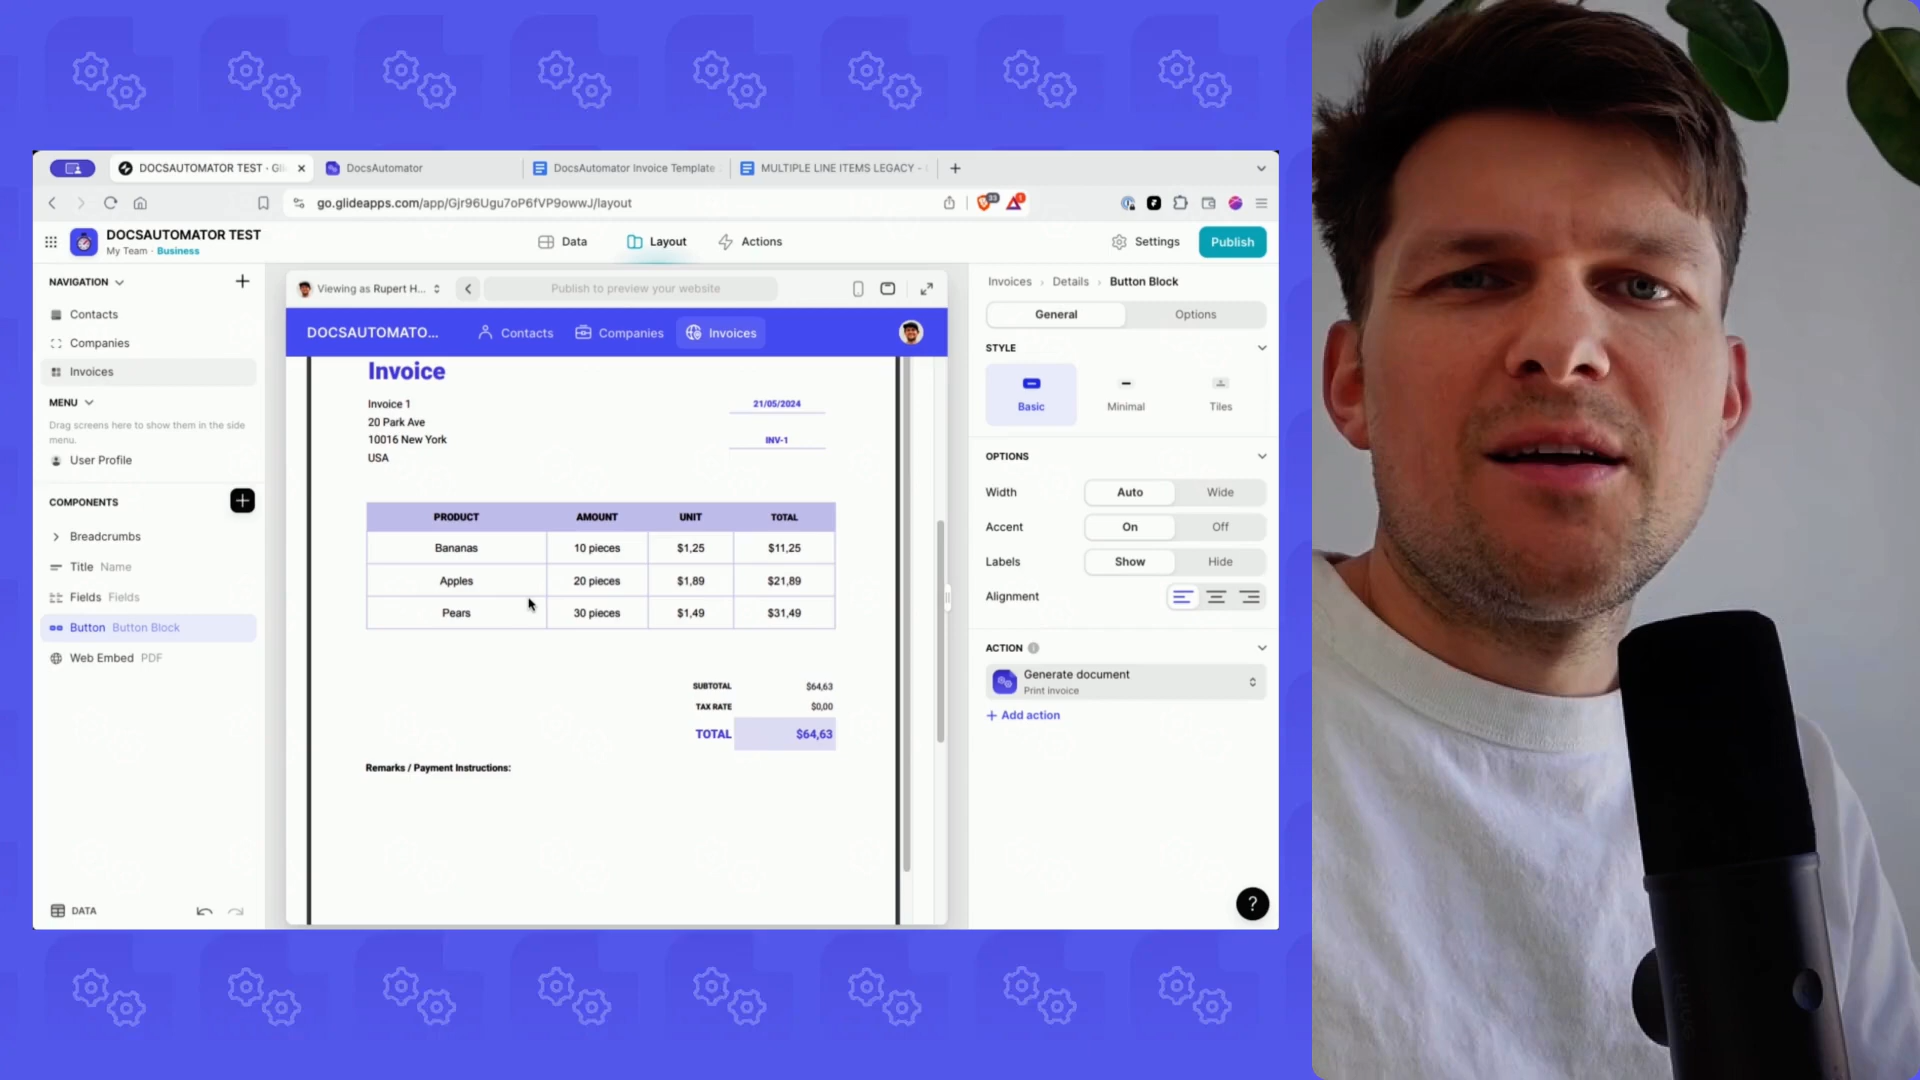 DOCSAUTOMATOR TEST · Gli
DocsAutomator
DocsAutomator Invoice Template
MULTIPLE LINE ITEMS LEGACY -
go.glideapps.com/app/Gjr96Ugu7oP6fVP9owwJ/layout
DOCSAUTOMATOR TEST
My Team · Business
Data
Layout
Actions
Settings
Publish
NAVIGATION
Contacts
Companies
Invoices
MENU
Drag screens here to show them in the side
menu.
User Profile
COMPONENTS
Breadcrumbs
Title Name
Fields Fields
Button Button Block
Web Embed PDF
DATA
Viewing as Rupert H...
Publish to preview your website
DOCSAUTOMATO...
Contacts
Companies
Invoices
Invoice
Invoice 1
21/05/2024
20 Park Ave
10016 New York
INV-1
USA
PRODUCT AMOUNT UNIT TOTAL
Bananas 10 pieces $1,25 $11,25
Apples 20 pieces $1,89 $21,89
Pears 30 pieces $1,49 $31,49
SUBTOTAL $64,63
TAX RATE $0,00
TOTAL $64,63
Remarks / Payment Instructions:
Invoices › Details › Button Block
General
Options
STYLE
Basic
Minimal
Tiles
OPTIONS
Width Auto Wide
Accent On Off
Labels Show Hide
Alignment
ACTION
Generate document
Print invoice
+ Add action
?